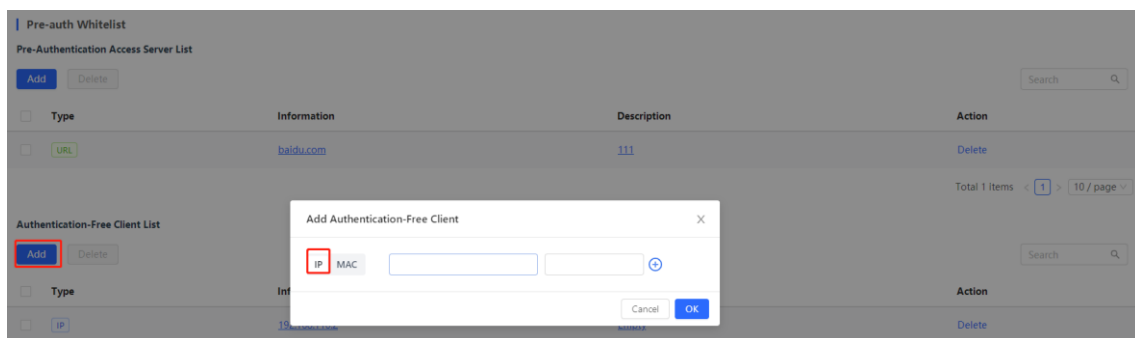 Pre-auth Whitelist
Pre-Authentication Access Server List
Add Delete Search
Type Information Description Action
URL baidu.com 111 Delete
Total 1 items < 1 > 10 / page
Authentication-Free Client List
Add Authentication-Free Client
Add Delete Search
IP MAC
Type Inf Action
Cancel OK
IP Delete